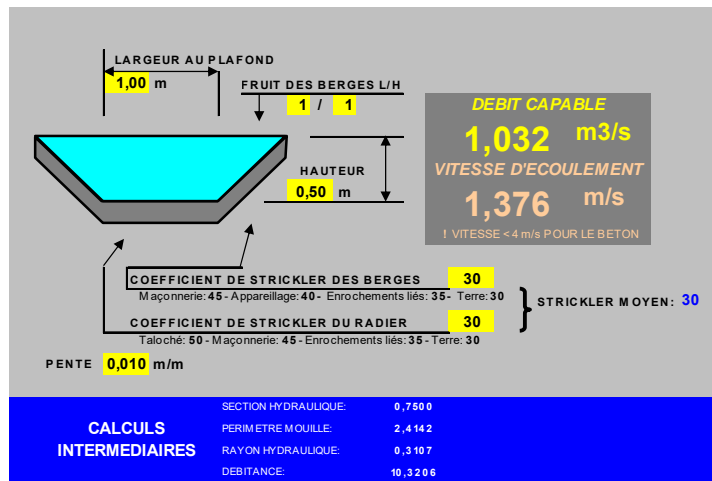 LARGEUR AU PLAFOND
1,00 m
FRUIT DES BERGES L/H
1 / 1
DEBIT CAPABLE
1,032 m3/s
VITESSE D'ECOULEMENT
1,376 m/s
! VITESSE < 4 m/s POUR LE BETON
HAUTEUR
0,50 m
COEFFICIENT DE STRICKLER DES BERGES 30
Maçonnerie: 45 - Appareillage: 40 - Enrochements liés: 35 - Terre: 30
STRICKLER MOYEN: 30
COEFFICIENT DE STRICKLER DU RADIER 30
Taloché: 50 - Maçonnerie: 45 - Enrochements liés: 35 - Terre: 30
PENTE 0,010 m/m
CALCULS INTERMEDIAIRES
SECTION HYDRAULIQUE: 0,7500
PERIMETRE MOUILLE: 2,4142
RAYON HYDRAULIQUE: 0,3107
DEBITANCE: 10,3206